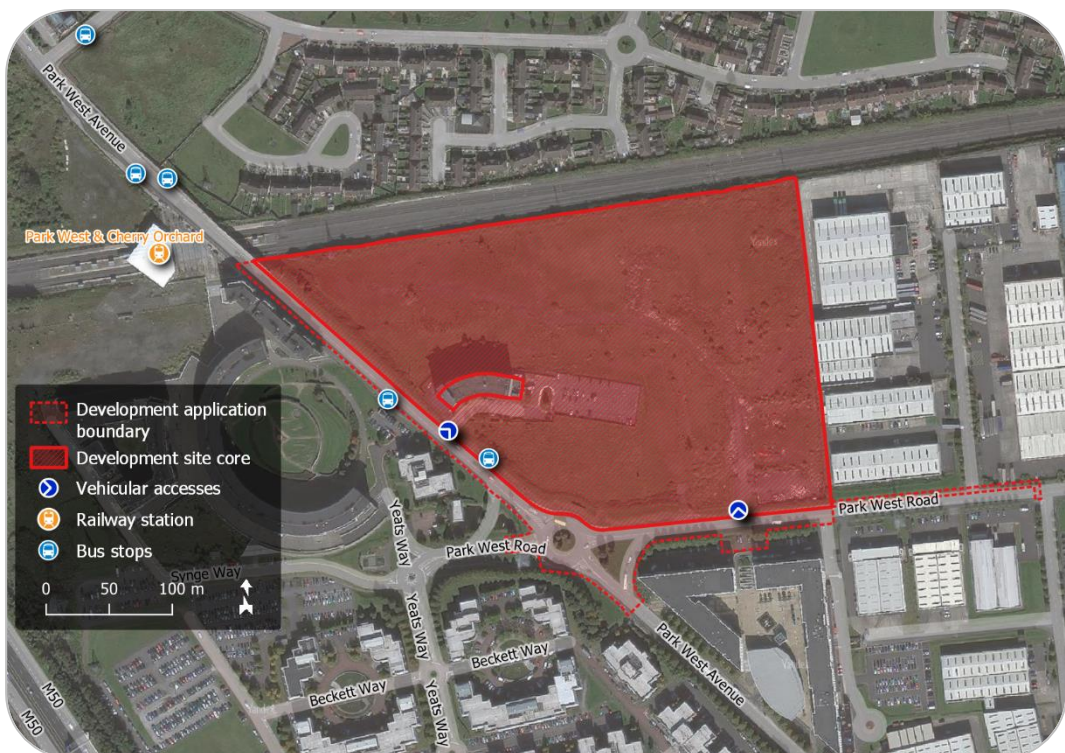 Park West Avenue
Park West & Cherry Orchard
Development application
boundary
Development site core
Vehicular accesses
Railway station
Bus stops
0 50 100 m
Synge Way
Yeats Way
Park West Road
Park West Road
Yeats Way
Beckett Way
Beckett Way
Yeats Way
Park West Avenue
M50
M50